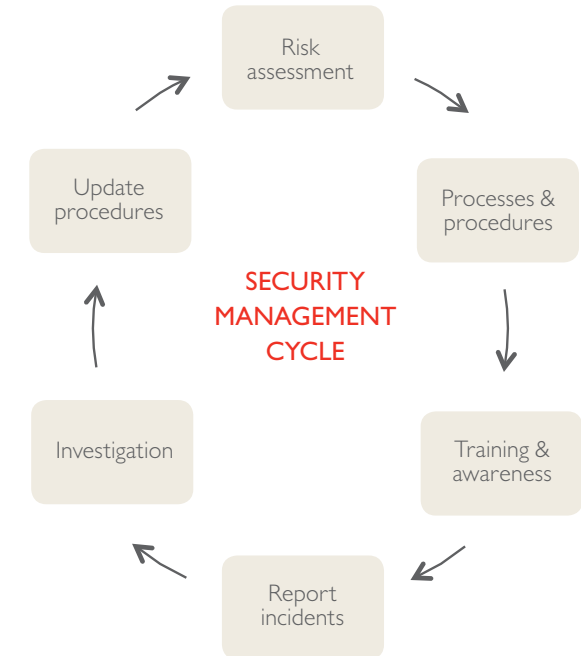 Risk
assessment
Processes &
procedures
Training &
awareness
Report
incidents
Investigation
Update
procedures
SECURITY
MANAGEMENT
CYCLE